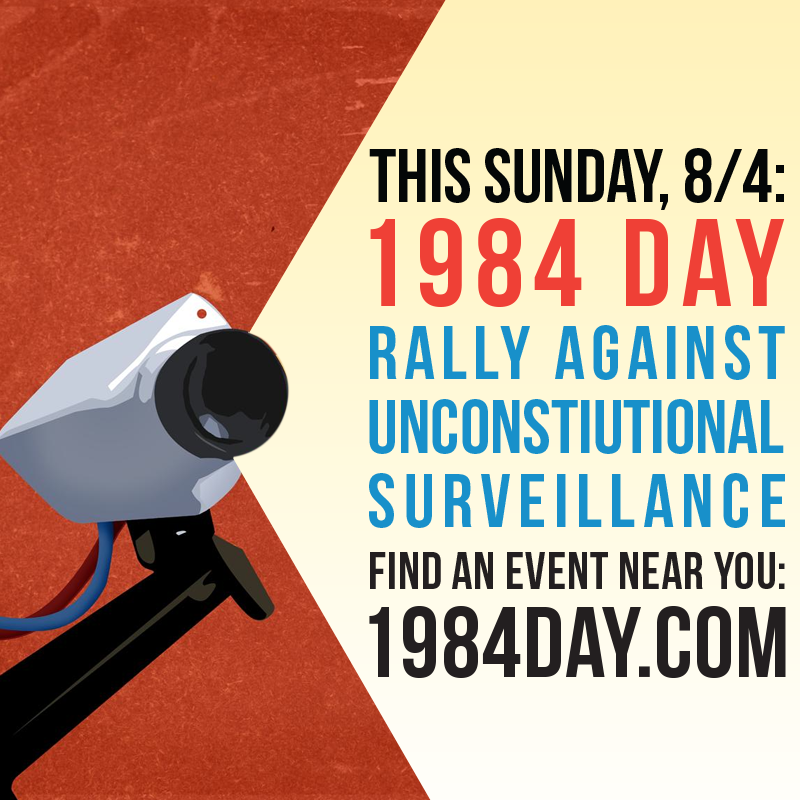 THIS SUNDAY, 8/4:
1984 DAY
RALLY AGAINST
UNCONSTIUTIONAL
SURVEILLANCE
FIND AN EVENT NEAR YOU:
1984DAY.COM